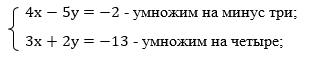 4x − 5y = −2 - умножим на минус три;
3x + 2y = −13 - умножим на четыре;